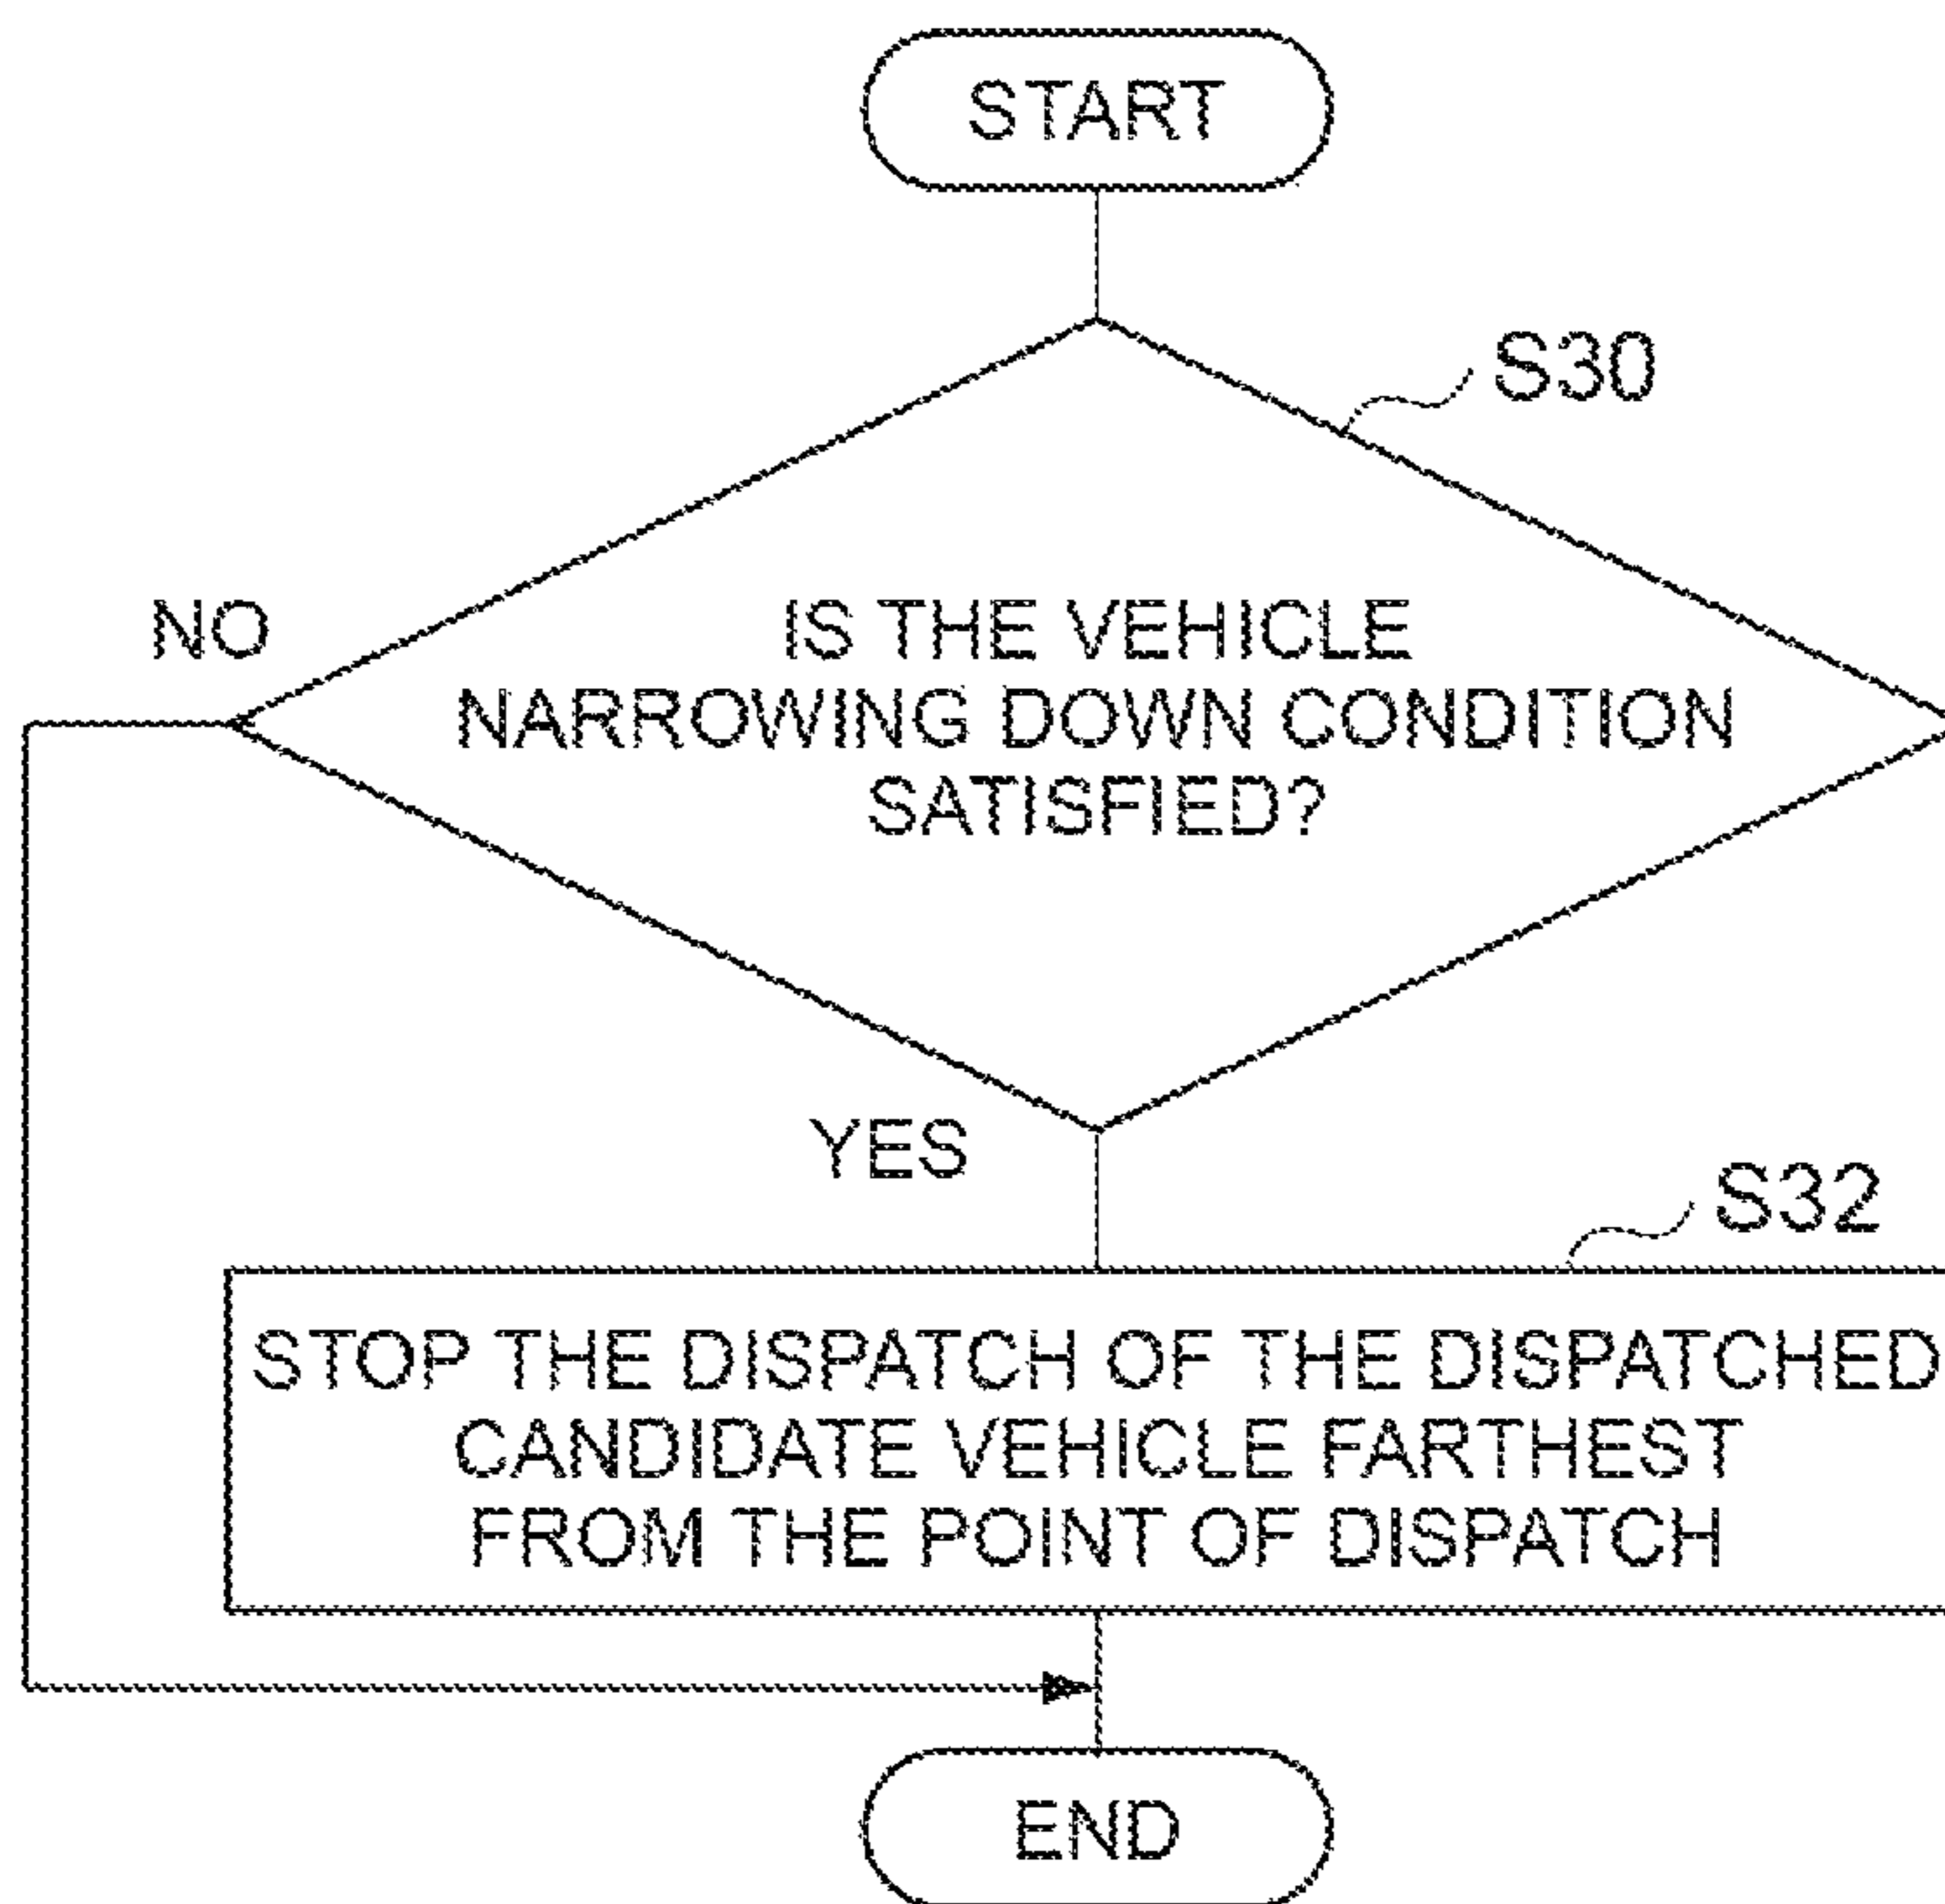 START
S30
NO
IS THE VEHICLE
NARROWING DOWN CONDITION
SATISFIED?
YES
S32
STOP THE DISPATCH OF THE DISPATCHED
CANDIDATE VEHICLE FARTHEST
FROM THE POINT OF DISPATCH
END